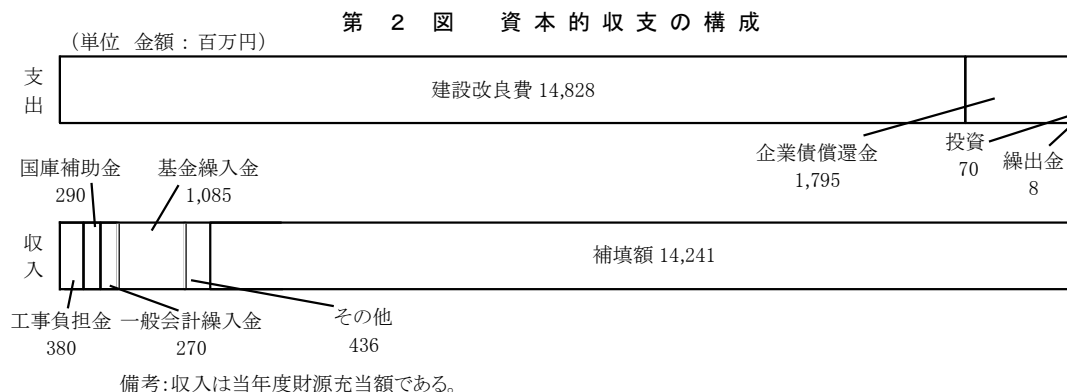 第２図　資本的収支の構成
（単位 金額：百万円）
支出
建設改良費 14,828
企業債償還金
1,795
投資
70
繰出金
8
国庫補助金
290
基金繰入金
1,085
収入
補填額 14,241
工事負担金
380
一般会計繰入金
270
その他
436
備考：収入は当年度財源充当額である。